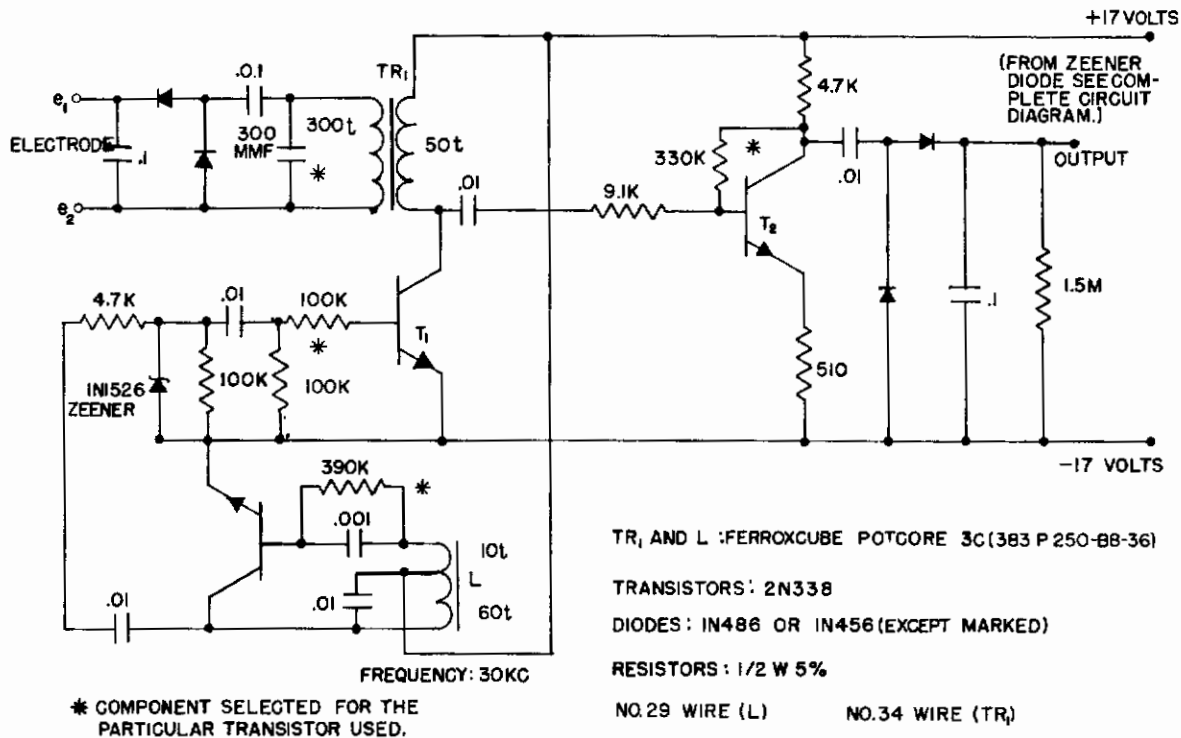 +17 VOLTS
(FROM ZEENER
DIODE SEE COM-
PLETE CIRCUIT
DIAGRAM.)
TR1
.0.1
4.7K
e1
ELECTRODE
.1
300
MMF
*
300t
50t
330K
*
.01
OUTPUT
e2
.01
9.1K
T2
4.7K
.01
100K
*
T1
.1
1.5M
IN1526
ZEENER
100K
100K
510
-17 VOLTS
390K
*
.001
10t
L
.01
60t
.01
FREQUENCY: 30KC
* COMPONENT SELECTED FOR THE
PARTICULAR TRANSISTOR USED.
TR1 AND L : FERROXCUBE POTCORE 3C(383 P 250-BB-36)
TRANSISTORS: 2N338
DIODES: IN486 OR IN456 (EXCEPT MARKED)
RESISTORS: 1/2 W 5%
NO.29 WIRE (L) NO.34 WIRE (TR1)